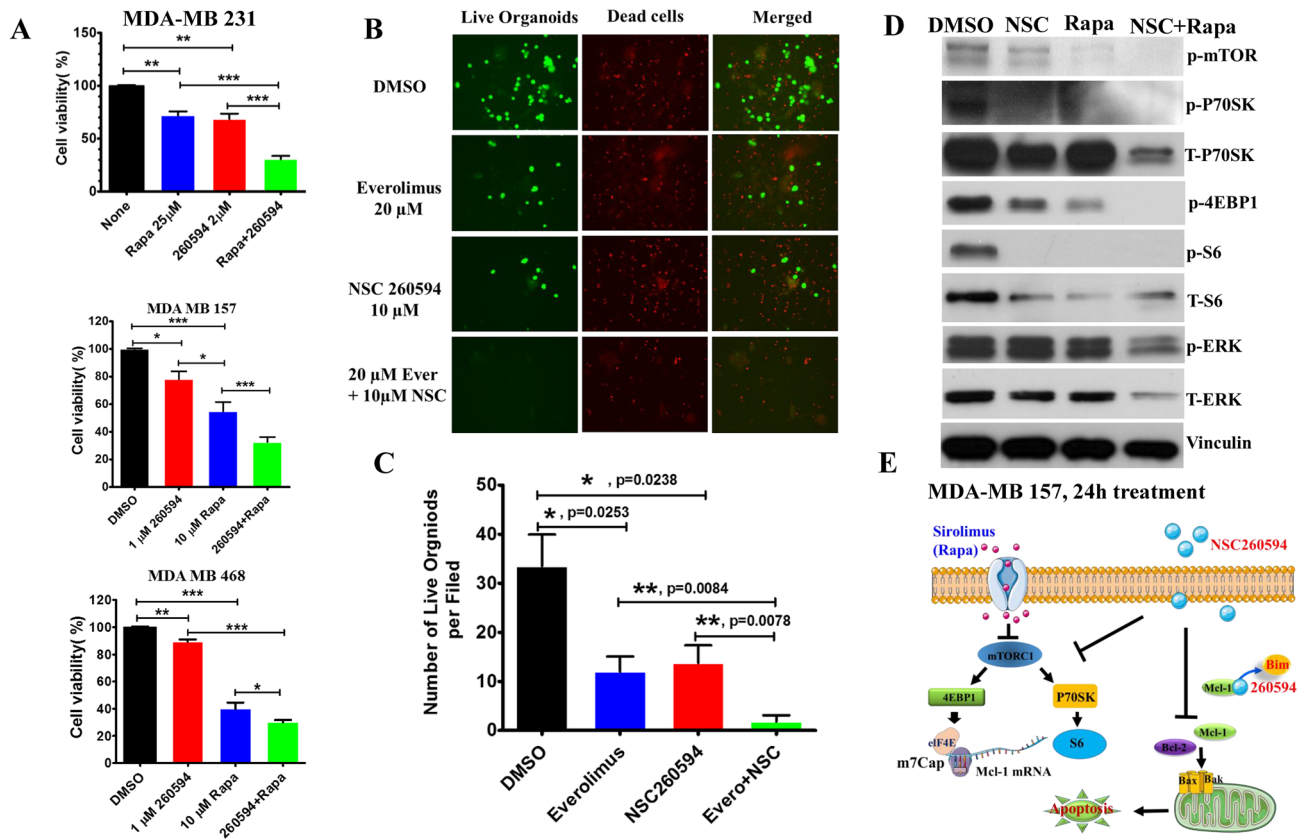 A
MDA-MB 231
Cell viability( %)
125
100
75
50
25
0
**
**
***
***
None
Rapa 25µM
260594 2µM
Rapa+260594
MDA MB 157
Cell viability( %)
120
100
80
60
40
20
0
***
*
*
***
DMSO
1 µM 260594
10 µM Rapa
260594+Rapa
MDA MB 468
Cell viability( %)
120
100
80
60
40
20
0
***
**
***
*
DMSO
1 µM 260594
10 µM Rapa
260594+Rapa
B
Live Organoids
Dead cells
Merged
DMSO
Everolimus
20 µM
NSC 260594
10 µM
20 µM Ever
+ 10µM NSC
C
Number of Live Orgniods
per Filed
50
40
30
20
10
0
* , p=0.0238
* , p=0.0253
**, p=0.0084
**, p=0.0078
DMSO
Everolimus
NSC260594
Evero+NSC
D
DMSO NSC Rapa NSC+Rapa
p-mTOR
p-P70SK
T-P70SK
p-4EBP1
p-S6
T-S6
p-ERK
T-ERK
Vinculin
E
MDA-MB 157, 24h treatment
Sirolimus
(Rapa)
NSC260594
mTORC1
4EBP1
P70SK
eIF4E
m7Cap
Mcl-1 mRNA
S6
Bim
Mcl-1
260594
Mcl-1
Bcl-2
Bax
Bak
Apoptosis